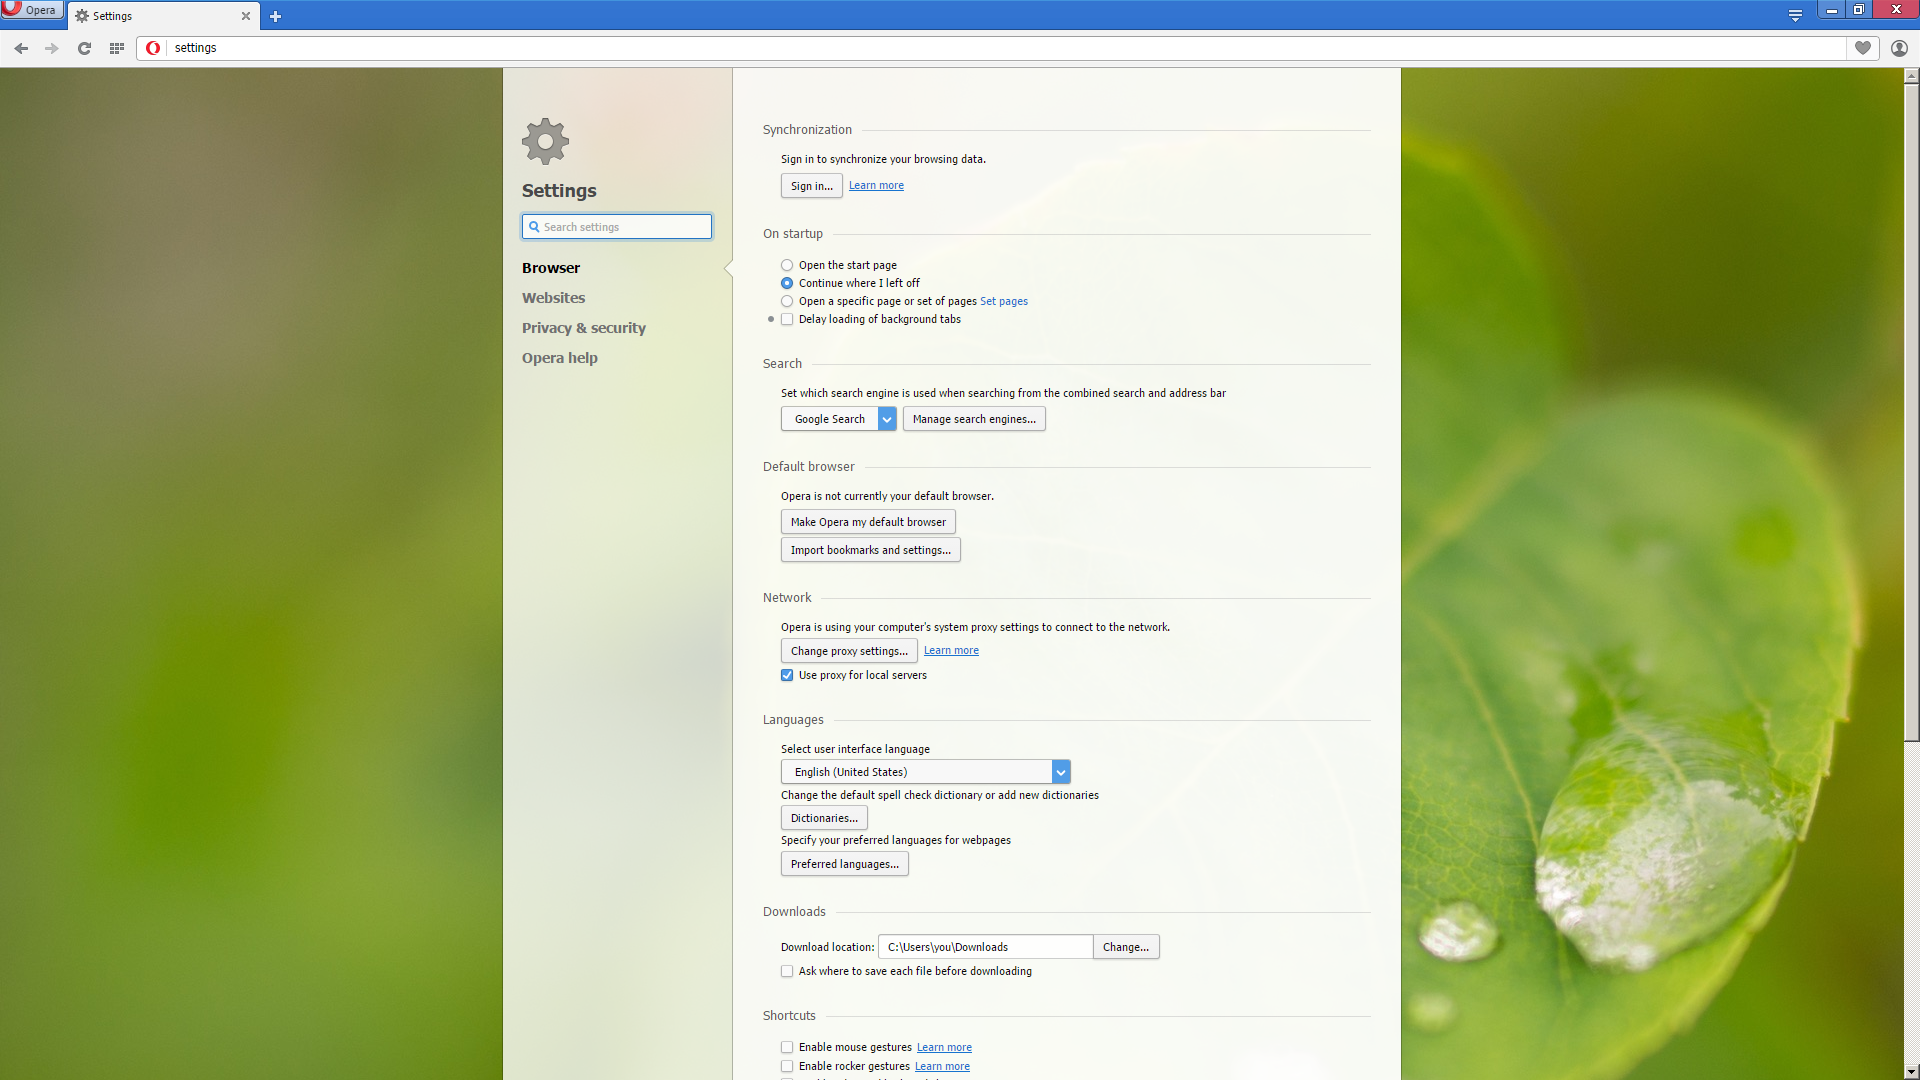 Opera
Settings
settings
Settings
Search settings
Browser
Websites
Privacy & security
Opera help
Synchronization
Sign in to synchronize your browsing data.
Sign in... Learn more
On startup
Open the start page
Continue where I left off
Open a specific page or set of pages Set pages
Delay loading of background tabs
Search
Set which search engine is used when searching from the combined search and address bar
Google Search Manage search engines...
Default browser
Opera is not currently your default browser.
Make Opera my default browser
Import bookmarks and settings...
Network
Opera is using your computer's system proxy settings to connect to the network.
Change proxy settings... Learn more
Use proxy for local servers
Languages
Select user interface language
English (United States)
Change the default spell check dictionary or add new dictionaries
Dictionaries...
Specify your preferred languages for webpages
Preferred languages...
Downloads
Download location: C:\Users\you\Downloads Change...
Ask where to save each file before downloading
Shortcuts
Enable mouse gestures Learn more
Enable rocker gestures Learn more